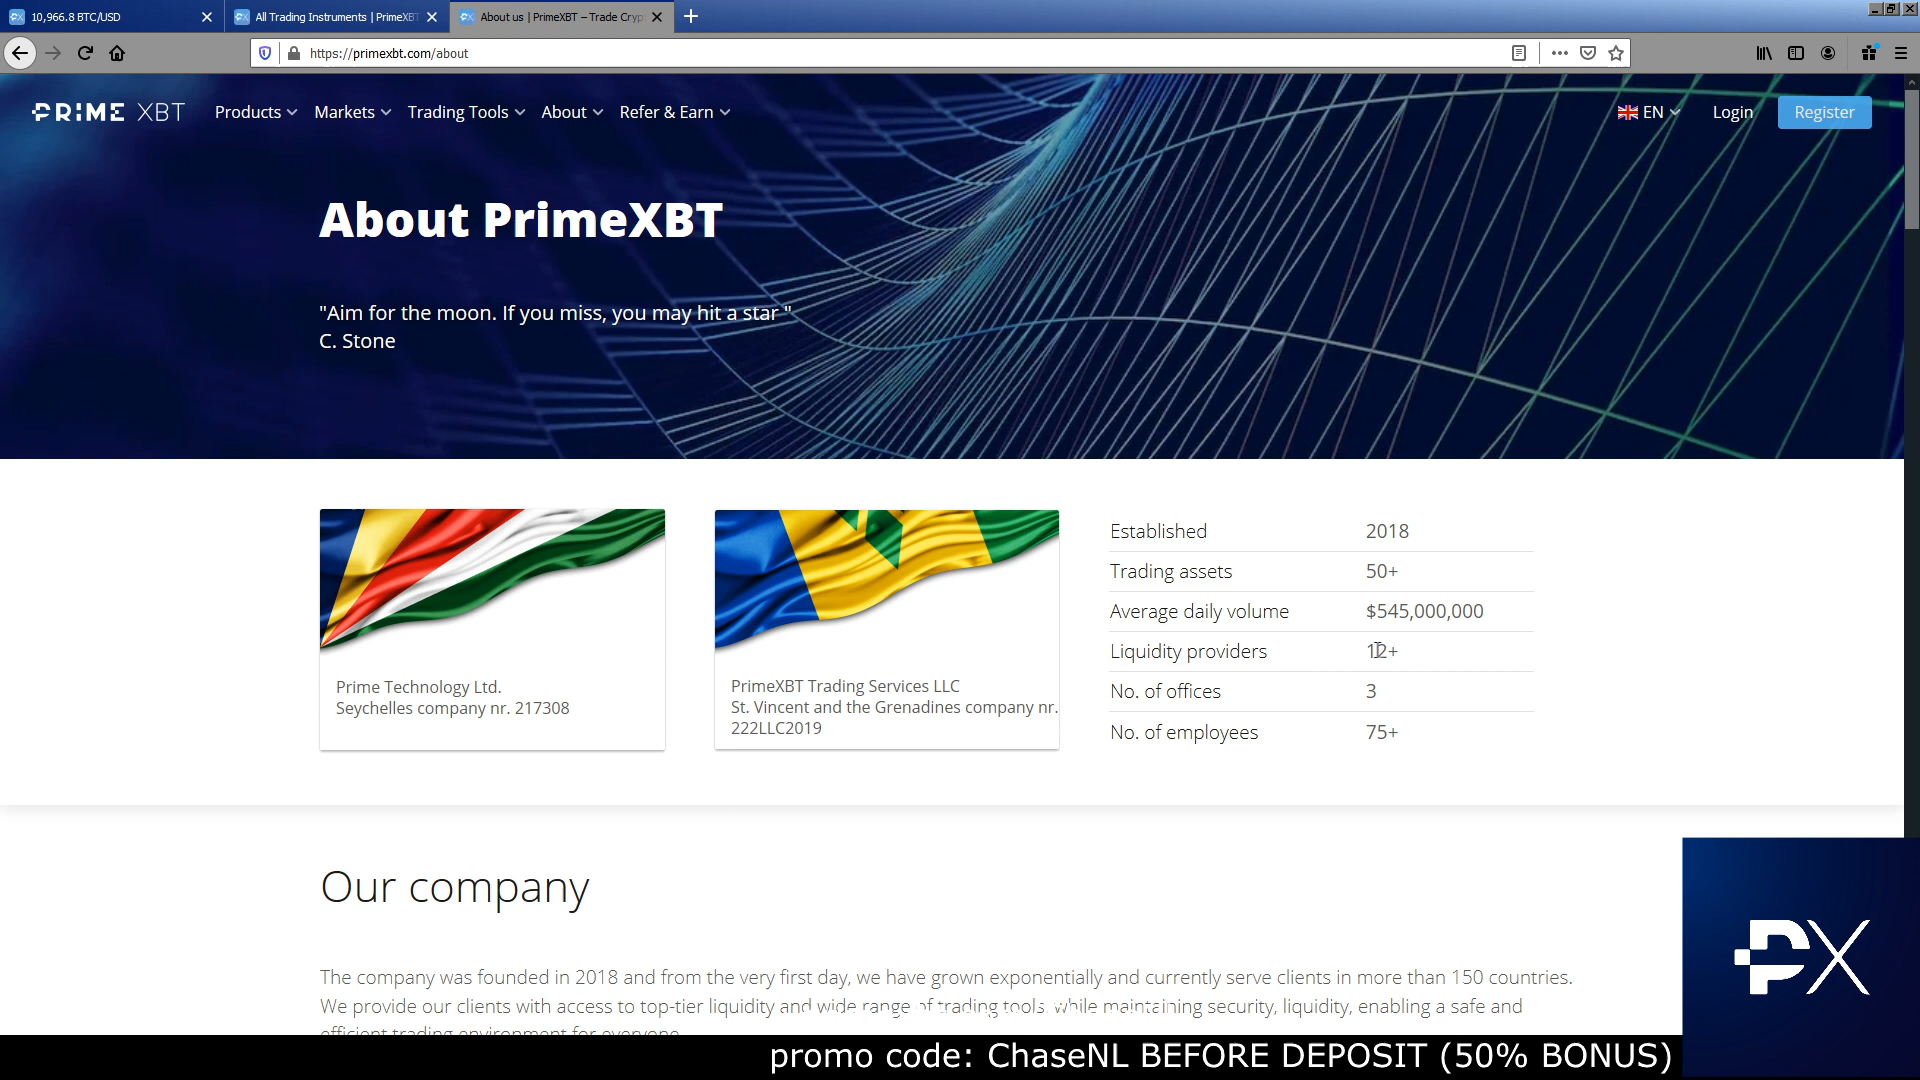 10,966.8 BTC/USD
All Trading Instruments | PrimeXBT
About us | PrimeXBT – Trade Cryp
https://primexbt.com/about
PRIME XBT
Products
Markets
Trading Tools
About
Refer & Earn
EN
Login
Register
About PrimeXBT
"Aim for the moon. If you miss, you may hit a star "
C. Stone
Prime Technology Ltd.
Seychelles company nr. 217308
PrimeXBT Trading Services LLC
St. Vincent and the Grenadines company nr.
222LLC2019
Established 2018
Trading assets 50+
Average daily volume $545,000,000
Liquidity providers 12+
No. of offices 3
No. of employees 75+
Our company
The company was founded in 2018 and from the very first day, we have grown exponentially and currently serve clients in more than 150 countries.
We provide our clients with access to top-tier liquidity and wide range of trading tools while maintaining security, liquidity, enabling a safe and
efficient trading environment for everyone.
PX
promo code: ChaseNL BEFORE DEPOSIT (50% BONUS)